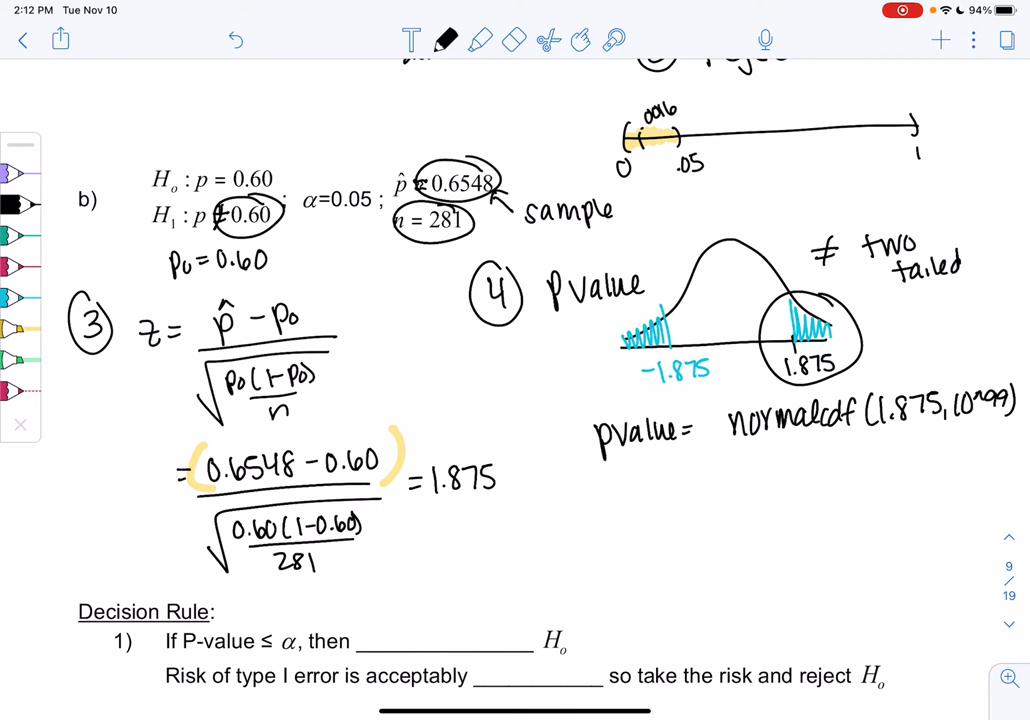 2:12 PM Tue Nov 10
94%
.0016
0
.05
1
b)
H₀ : p = 0.60
H₁ : p ≠ 0.60
; α=0.05 ;
p̂ = 0.6548
n = 281
sample
p₀ = 0.60
③ z = (p̂ - p₀) / √(p₀(1-p₀)/n)
= (0.6548 - 0.60) / √(0.60(1-0.60)/281) = 1.875
④ pvalue
≠ two
tailed
-1.875
1.875
pvalue = normalcdf(1.875, 10^99)
9
/
19
Decision Rule:
1) If P-value ≤ α, then ________________ H₀
Risk of type I error is acceptably ____________ so take the risk and reject H₀